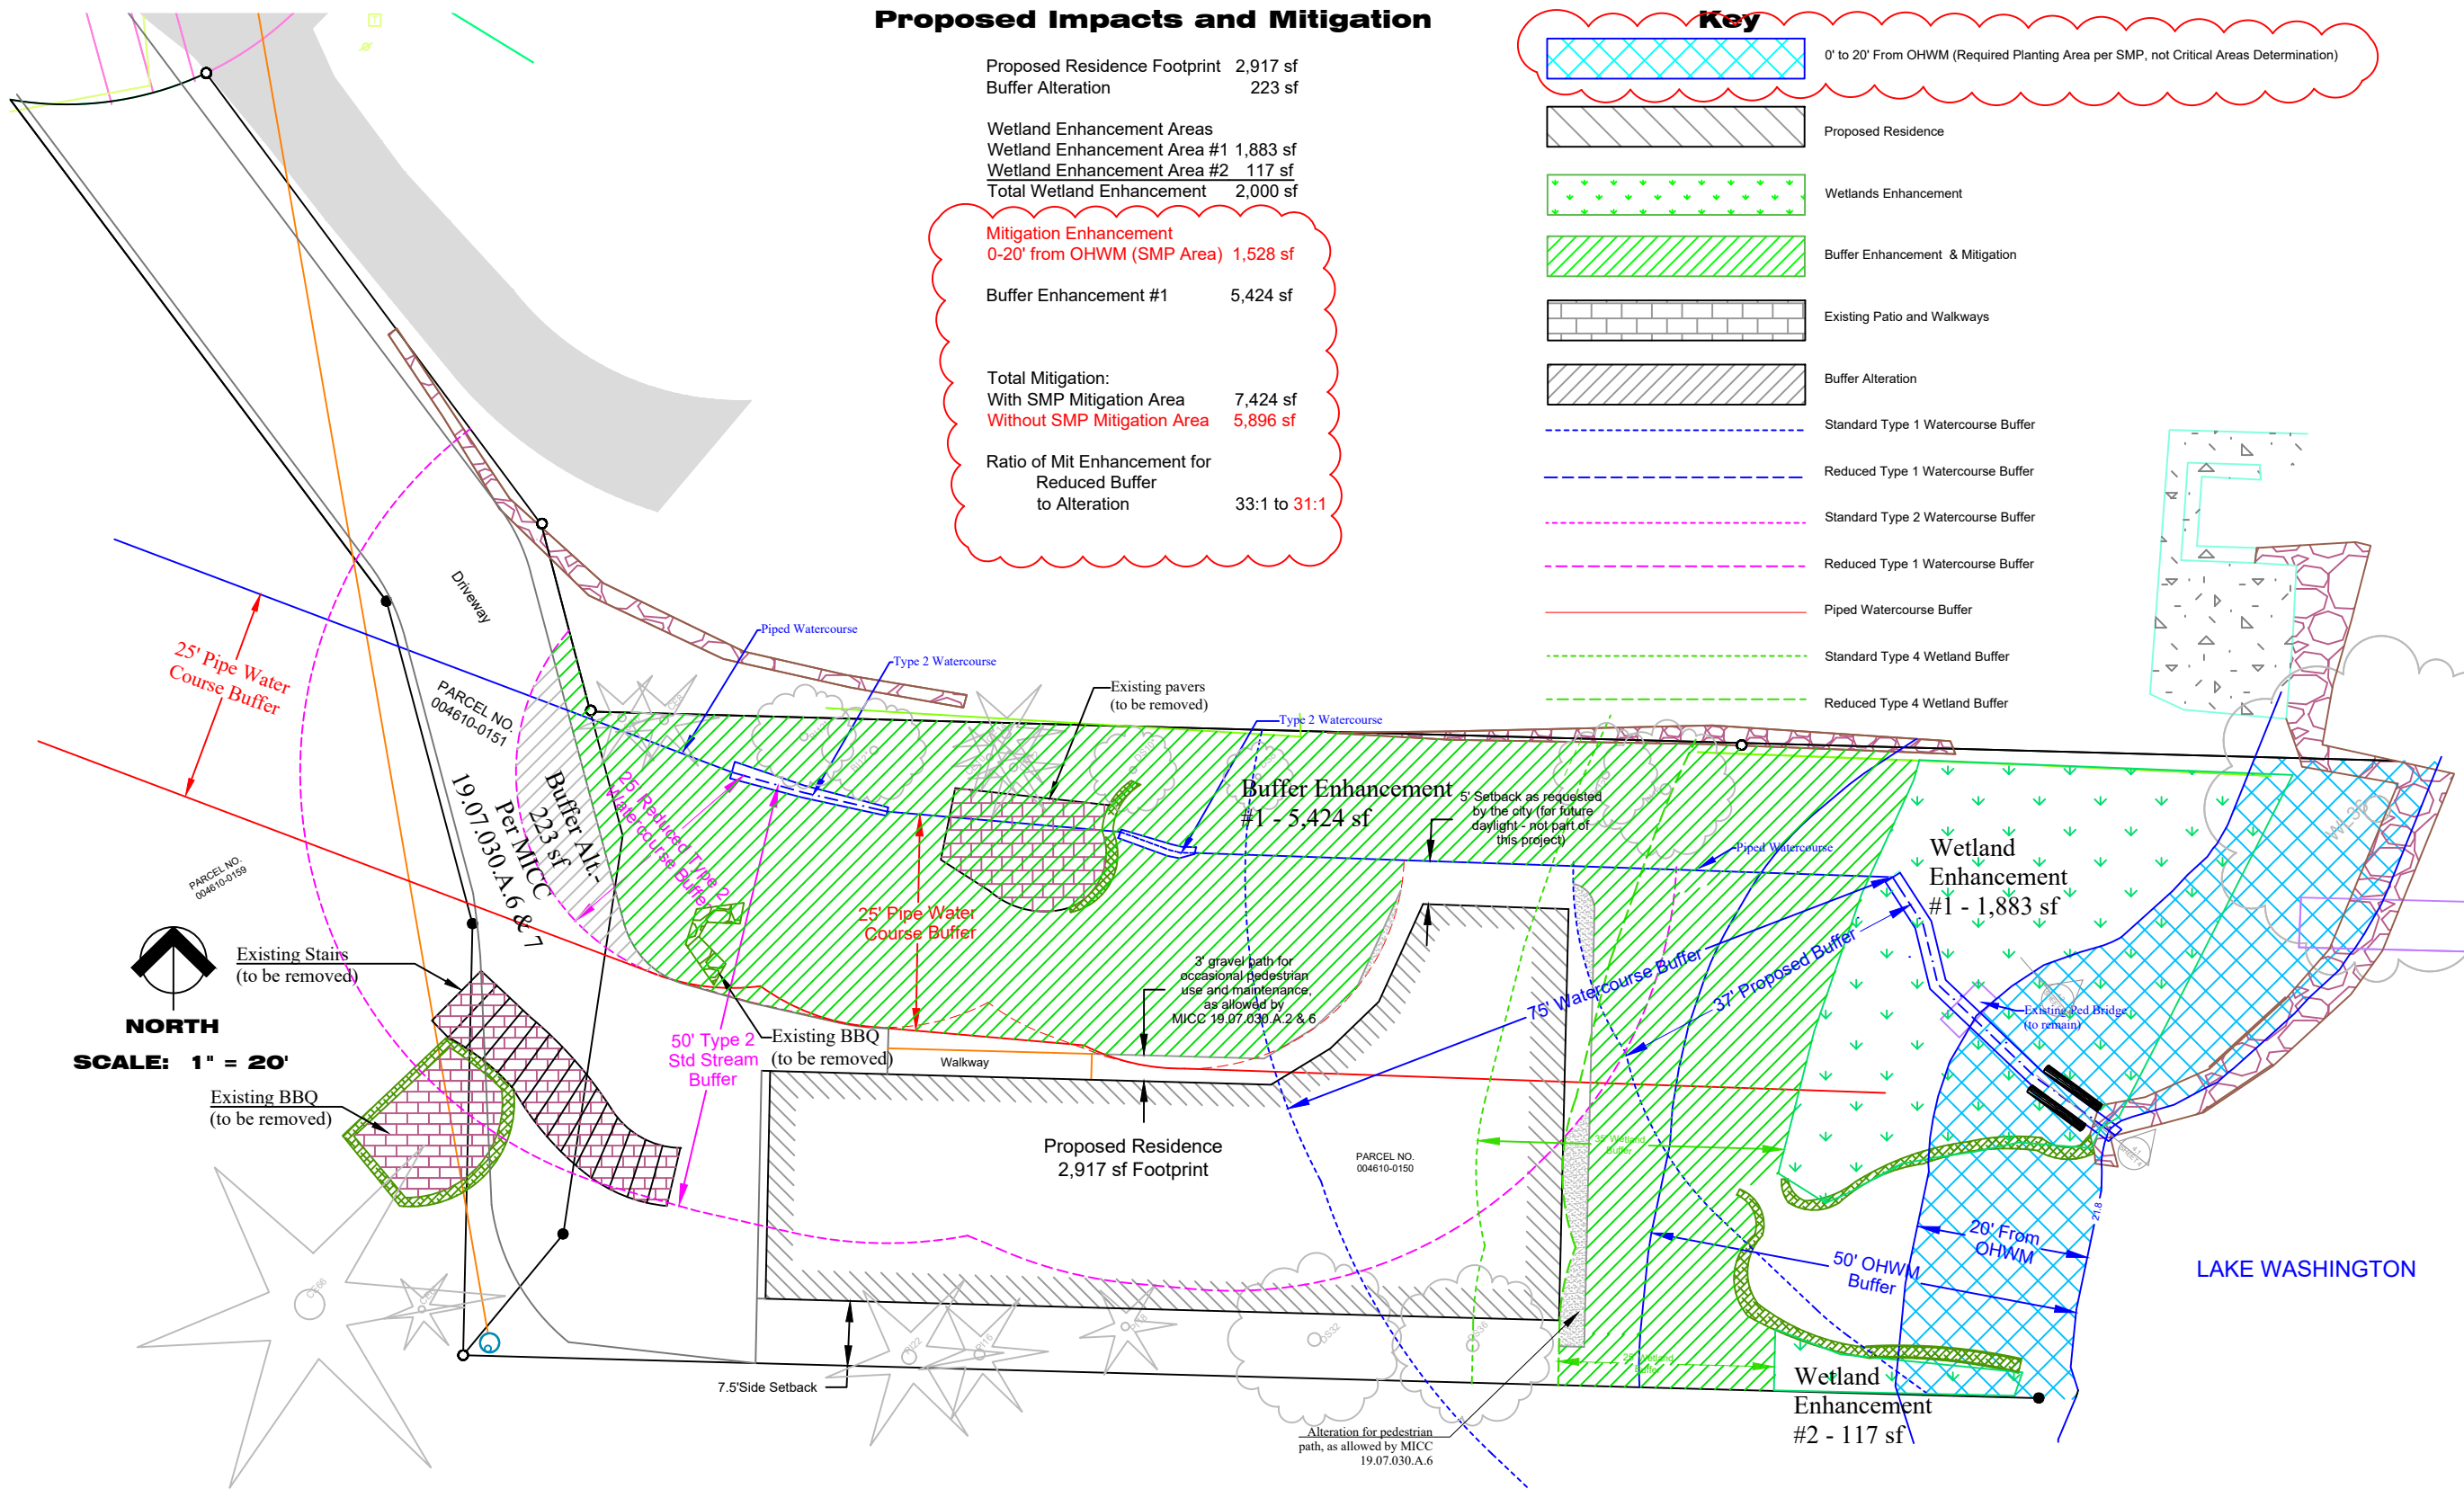 Proposed Impacts and Mitigation
Proposed Residence Footprint 2,917 sf
Buffer Alteration 223 sf
Wetland Enhancement Areas
Wetland Enhancement Area #1 1,883 sf
Wetland Enhancement Area #2 117 sf
Total Wetland Enhancement 2,000 sf
Mitigation Enhancement
0-20' from OHWM (SMP Area) 1,528 sf
Buffer Enhancement #1 5,424 sf
Total Mitigation:
With SMP Mitigation Area 7,424 sf
Without SMP Mitigation Area 5,896 sf
Ratio of Mit Enhancement for
Reduced Buffer
to Alteration 33:1 to 31:1
Key
0' to 20' From OHWM (Required Planting Area per SMP, not Critical Areas Determination)
Proposed Residence
Wetlands Enhancement
Buffer Enhancement & Mitigation
Existing Patio and Walkways
Buffer Alteration
Standard Type 1 Watercourse Buffer
Reduced Type 1 Watercourse Buffer
Standard Type 2 Watercourse Buffer
Reduced Type 1 Watercourse Buffer
Piped Watercourse Buffer
Standard Type 4 Wetland Buffer
Reduced Type 4 Wetland Buffer
Driveway
25' Pipe Water
Course Buffer
PARCEL NO.
004610-0151
PARCEL NO.
004610-0159
Piped Watercourse
Type 2 Watercourse
Existing pavers
(to be removed)
Type 2 Watercourse
Buffer Alt.-
223 sf
Per MICC
19.07.030.A.6 & 7
25' Reduced Type 2
Watercourse Buffer
Buffer Enhancement
#1 - 5,424 sf
5' Setback as requested
by the city (for future
daylight - not part of
this project)
Piped Watercourse
Wetland
Enhancement
#1 - 1,883 sf
25' Pipe Water
Course Buffer
3' gravel path for
occasional pedestrian
use and maintenance,
as allowed by
MICC 19.07.030.A.2 & 6
75' Watercourse Buffer
37' Proposed Buffer
Existing Ped Bridge
(to remain)
Existing Stairs
(to be removed)
NORTH
SCALE: 1" = 20'
Existing BBQ
(to be removed)
50' Type 2
Std Stream
Buffer
Existing BBQ
(to be removed)
Walkway
Proposed Residence
2,917 sf Footprint
PARCEL NO.
004610-0150
35' Wetland
Buffer
20' From
OHWM
50' OHWM
Buffer
21.8
LAKE WASHINGTON
25' Wetland
Buffer
7.5'Side Setback
Wetland
Enhancement
#2 - 117 sf
Alteration for pedestrian
path, as allowed by MICC
19.07.030.A.6
DS32
DS36